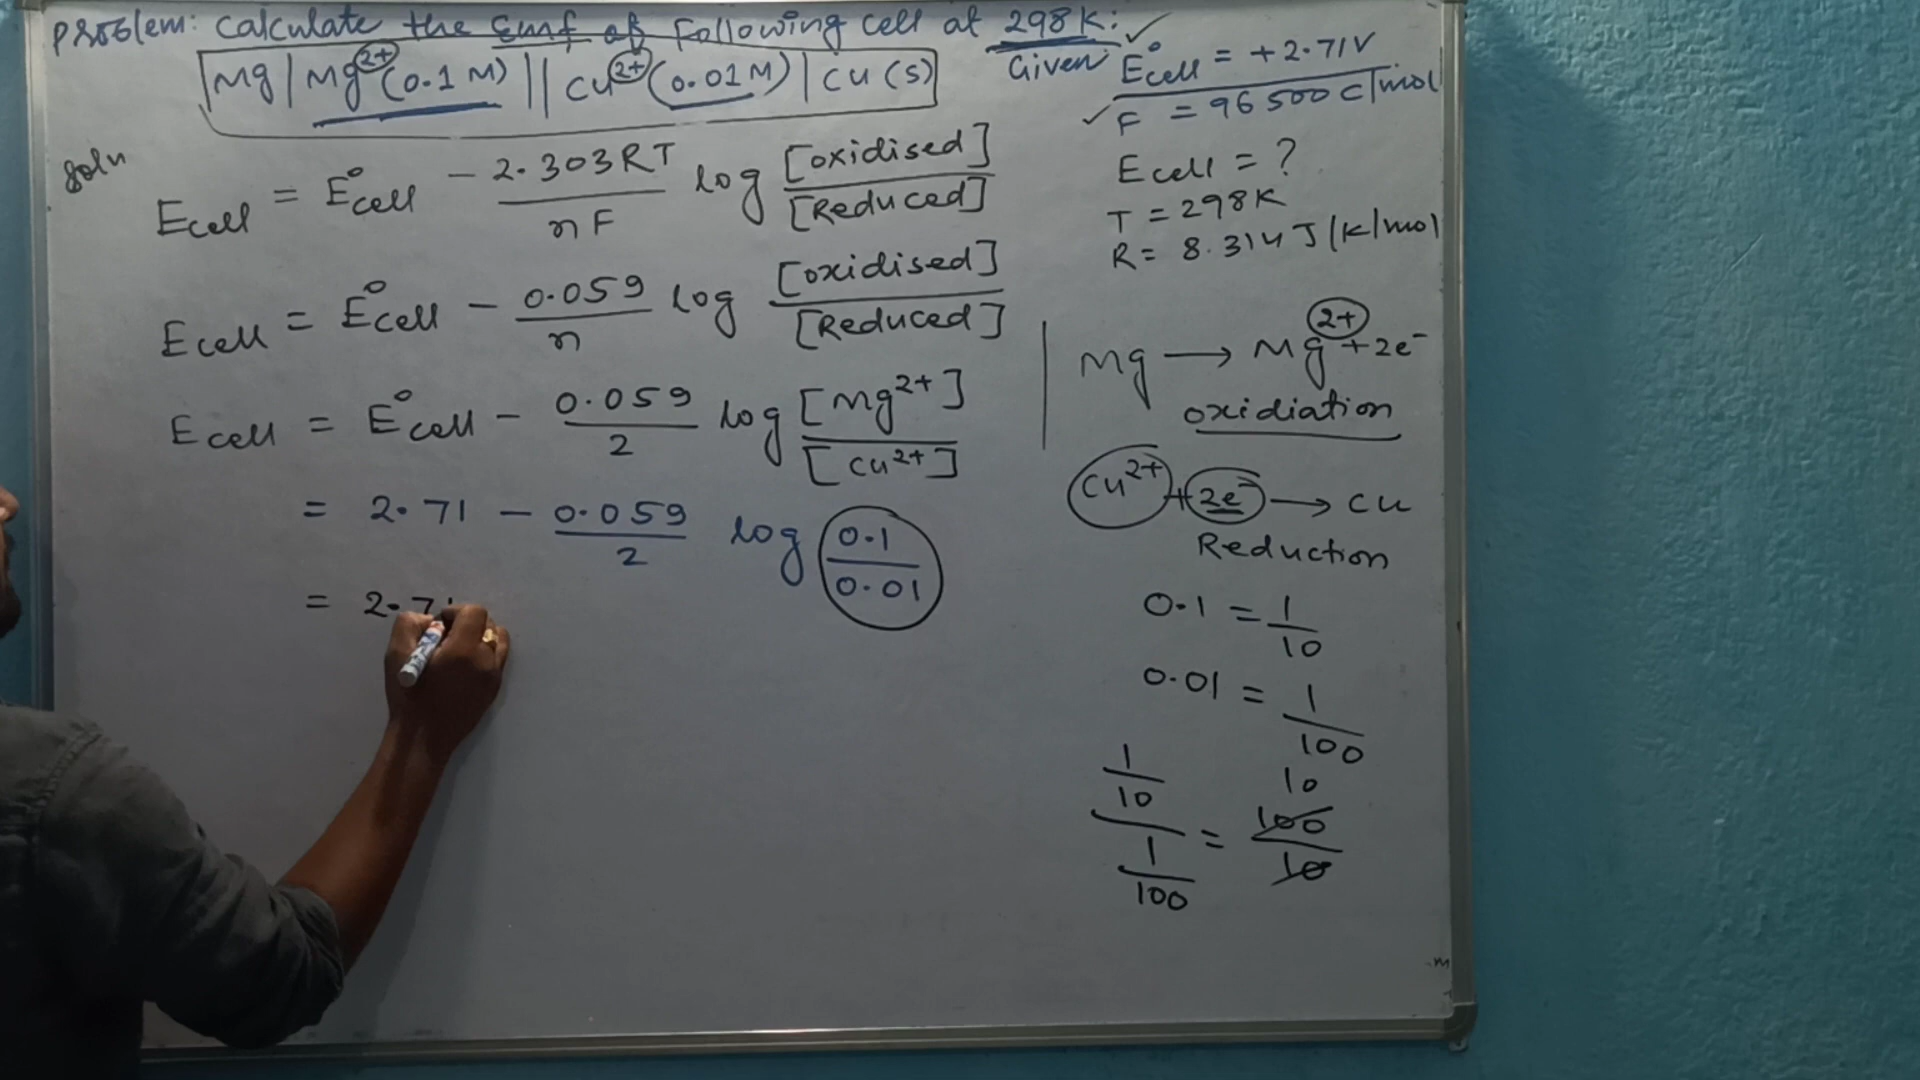 Problem: Calculate the Emf of Following cell at 298K:
Mg | Mg²⁺ (0.1 M) || Cu²⁺ (0.01M) | Cu (s)
Given E°cell = +2.71V
F = 96500 C/mol
Soln
Ecell = E°cell - 2.303RT/nF log [oxidised]/[Reduced]
Ecell = E°cell - 0.059/n log [oxidised]/[Reduced]
Ecell = E°cell - 0.059/2 log [Mg²⁺]/[Cu²⁺]
= 2.71 - 0.059/2 log 0.1/0.01
= 2.71
Ecell = ?
T = 298K
R = 8.314 J/K/mol
Mg → Mg²⁺ + 2e⁻
oxidiation
Cu²⁺ + 2e⁻ → Cu
Reduction
0.1 = 1/10
0.01 = 1/100
1/10 / 1/100 = 100/10
10